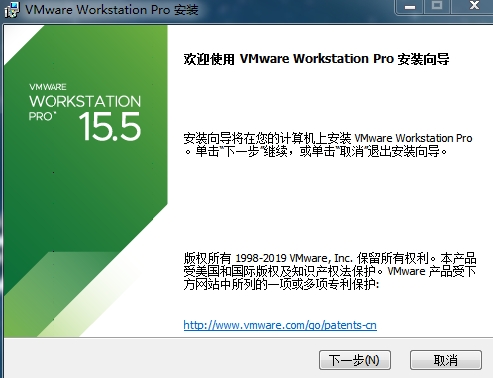 VMware Workstation Pro 安装
VMWARE
WORKSTATION
PRO™
15.5
欢迎使用 VMware Workstation Pro 安装向导
安装向导将在您的计算机上安装 VMware Workstation Pro
。单击“下一步”继续，或单击“取消”退出安装向导。
版权所有 1998-2019 VMware, Inc. 保留所有权利。本产品
受美国和国际版权及知识产权法保护。VMware 产品受下
方网站中所列的一项或多项专利保护:
http://www.vmware.com/go/patents-cn
下一步(N)
取消